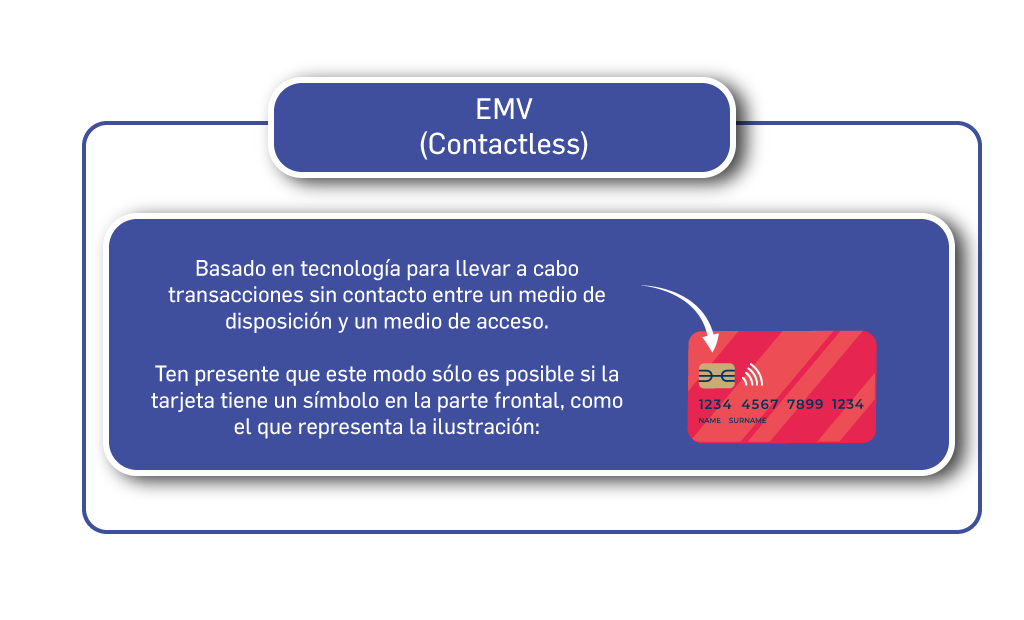 EMV
(Contactless)
Basado en tecnología para llevar a cabo
transacciones sin contacto entre un medio de
disposición y un medio de acceso.
Ten presente que este modo sólo es posible si la
tarjeta tiene un símbolo en la parte frontal, como
el que representa la ilustración:
1234 4567 7899 1234
NAME SURNAME